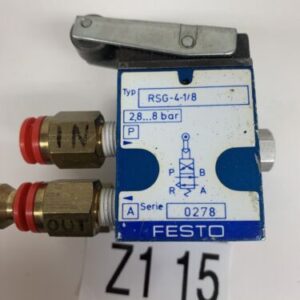 Typ RSG-4-1/8
2,8...8 bar
P
IN
P B
R A
A Serie 0278
OUT
FESTO
Z1 15